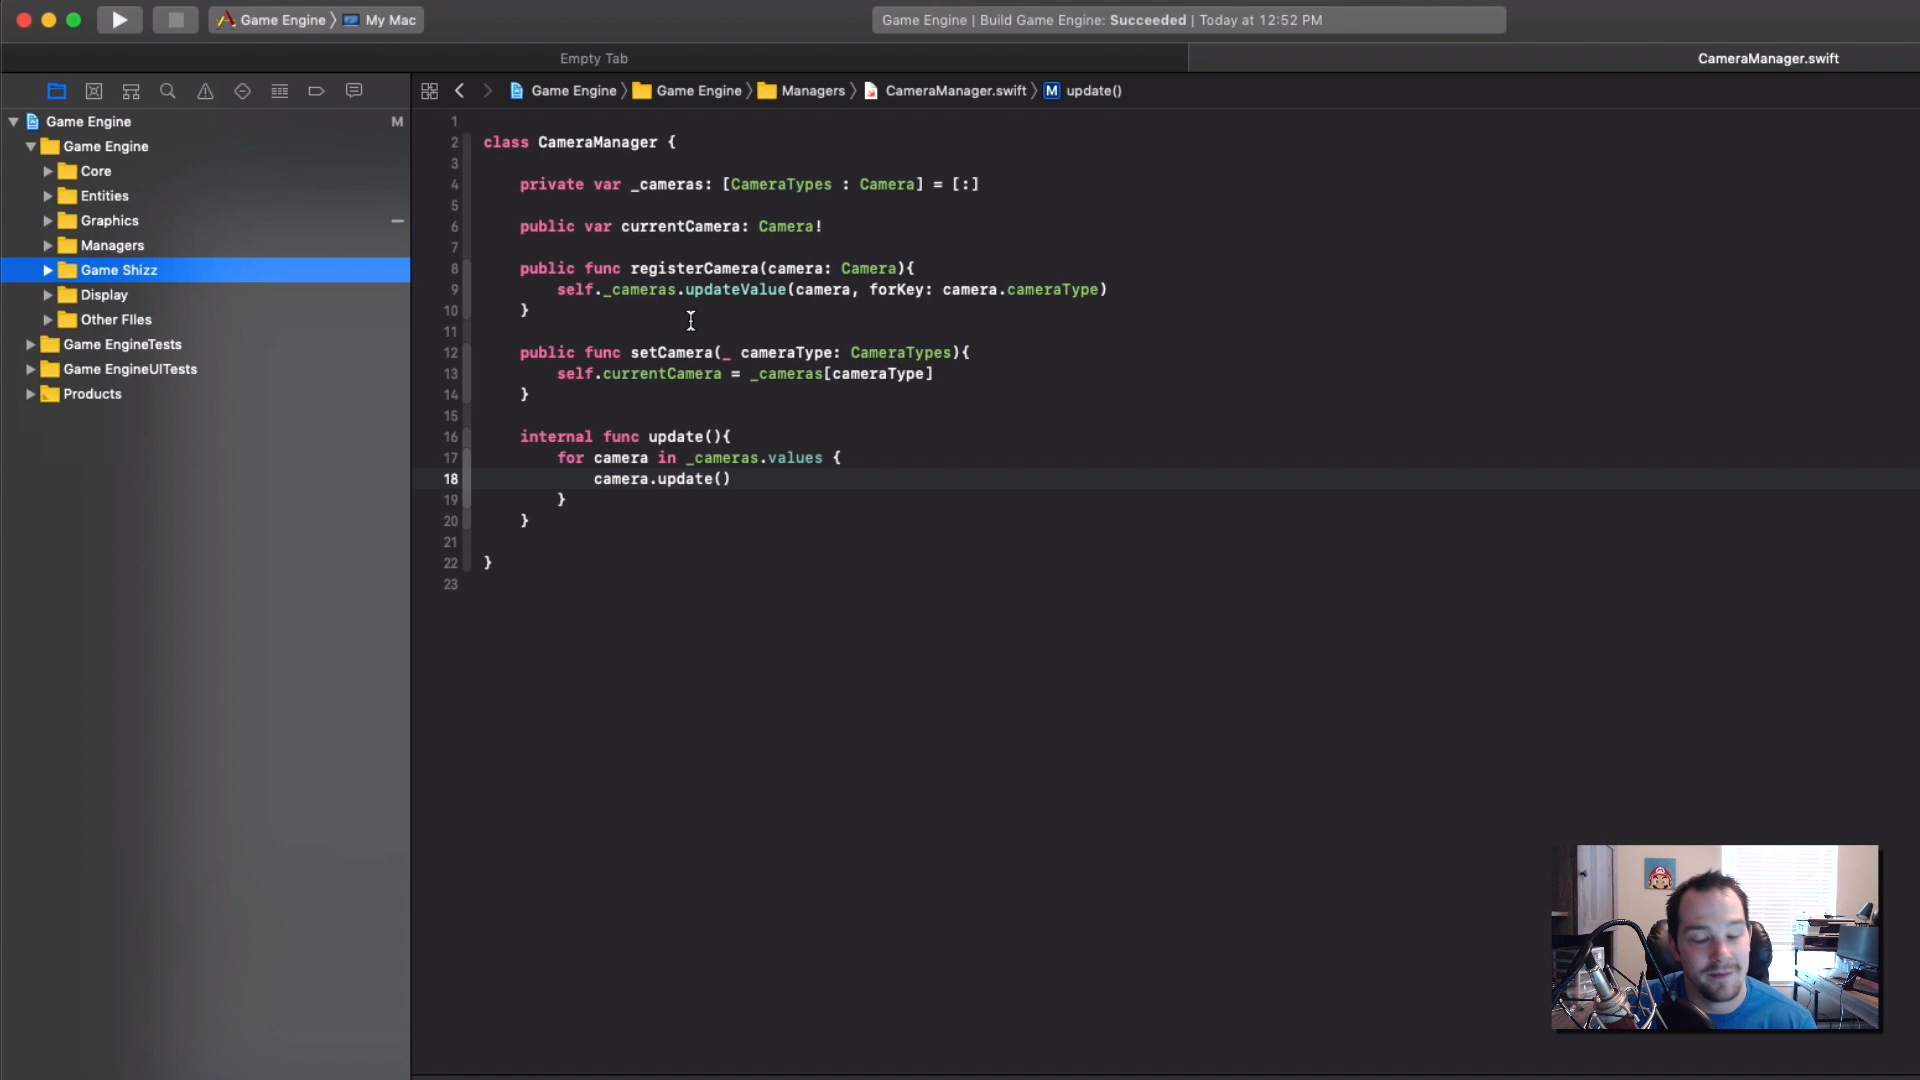 Game Engine 〉 My Mac
Game Engine | Build Game Engine: Succeeded | Today at 12:52 PM
Empty Tab
CameraManager.swift
Game Engine 〉 Game Engine 〉 Managers 〉 CameraManager.swift 〉 M update()
Game Engine M
Game Engine
Core
Entities
Graphics
Managers
Game Shizz
Display
Other FIles
Game EngineTests
Game EngineUITests
Products
1
2 class CameraManager {
3
4 private var _cameras: [CameraTypes : Camera] = [:]
5
6 public var currentCamera: Camera!
7
8 public func registerCamera(camera: Camera){
9 self._cameras.updateValue(camera, forKey: camera.cameraType)
10 }
11
12 public func setCamera(_ cameraType: CameraTypes){
13 self.currentCamera = _cameras[cameraType]
14 }
15
16 internal func update(){
17 for camera in _cameras.values {
18 camera.update()
19 }
20 }
21
22 }
23